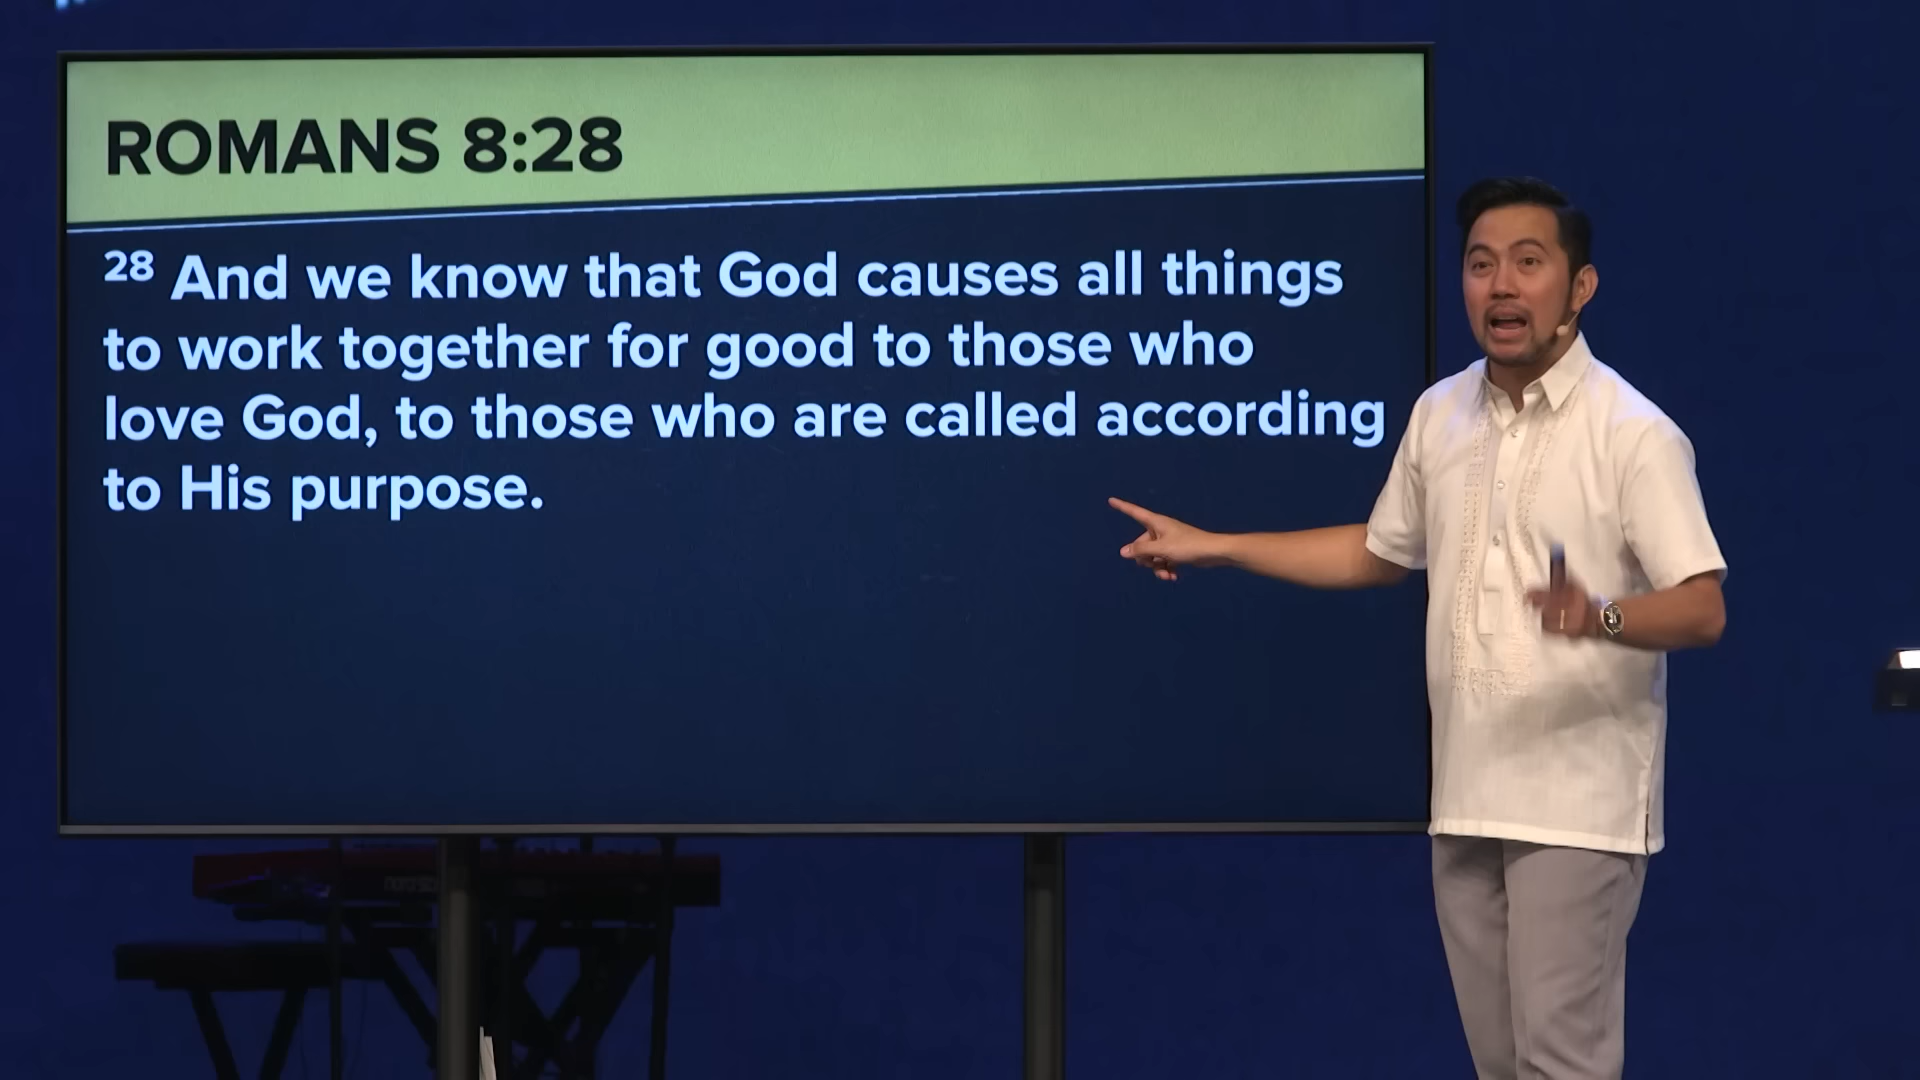 ROMANS 8:28
28 And we know that God causes all things
to work together for good to those who
love God, to those who are called according
to His purpose.